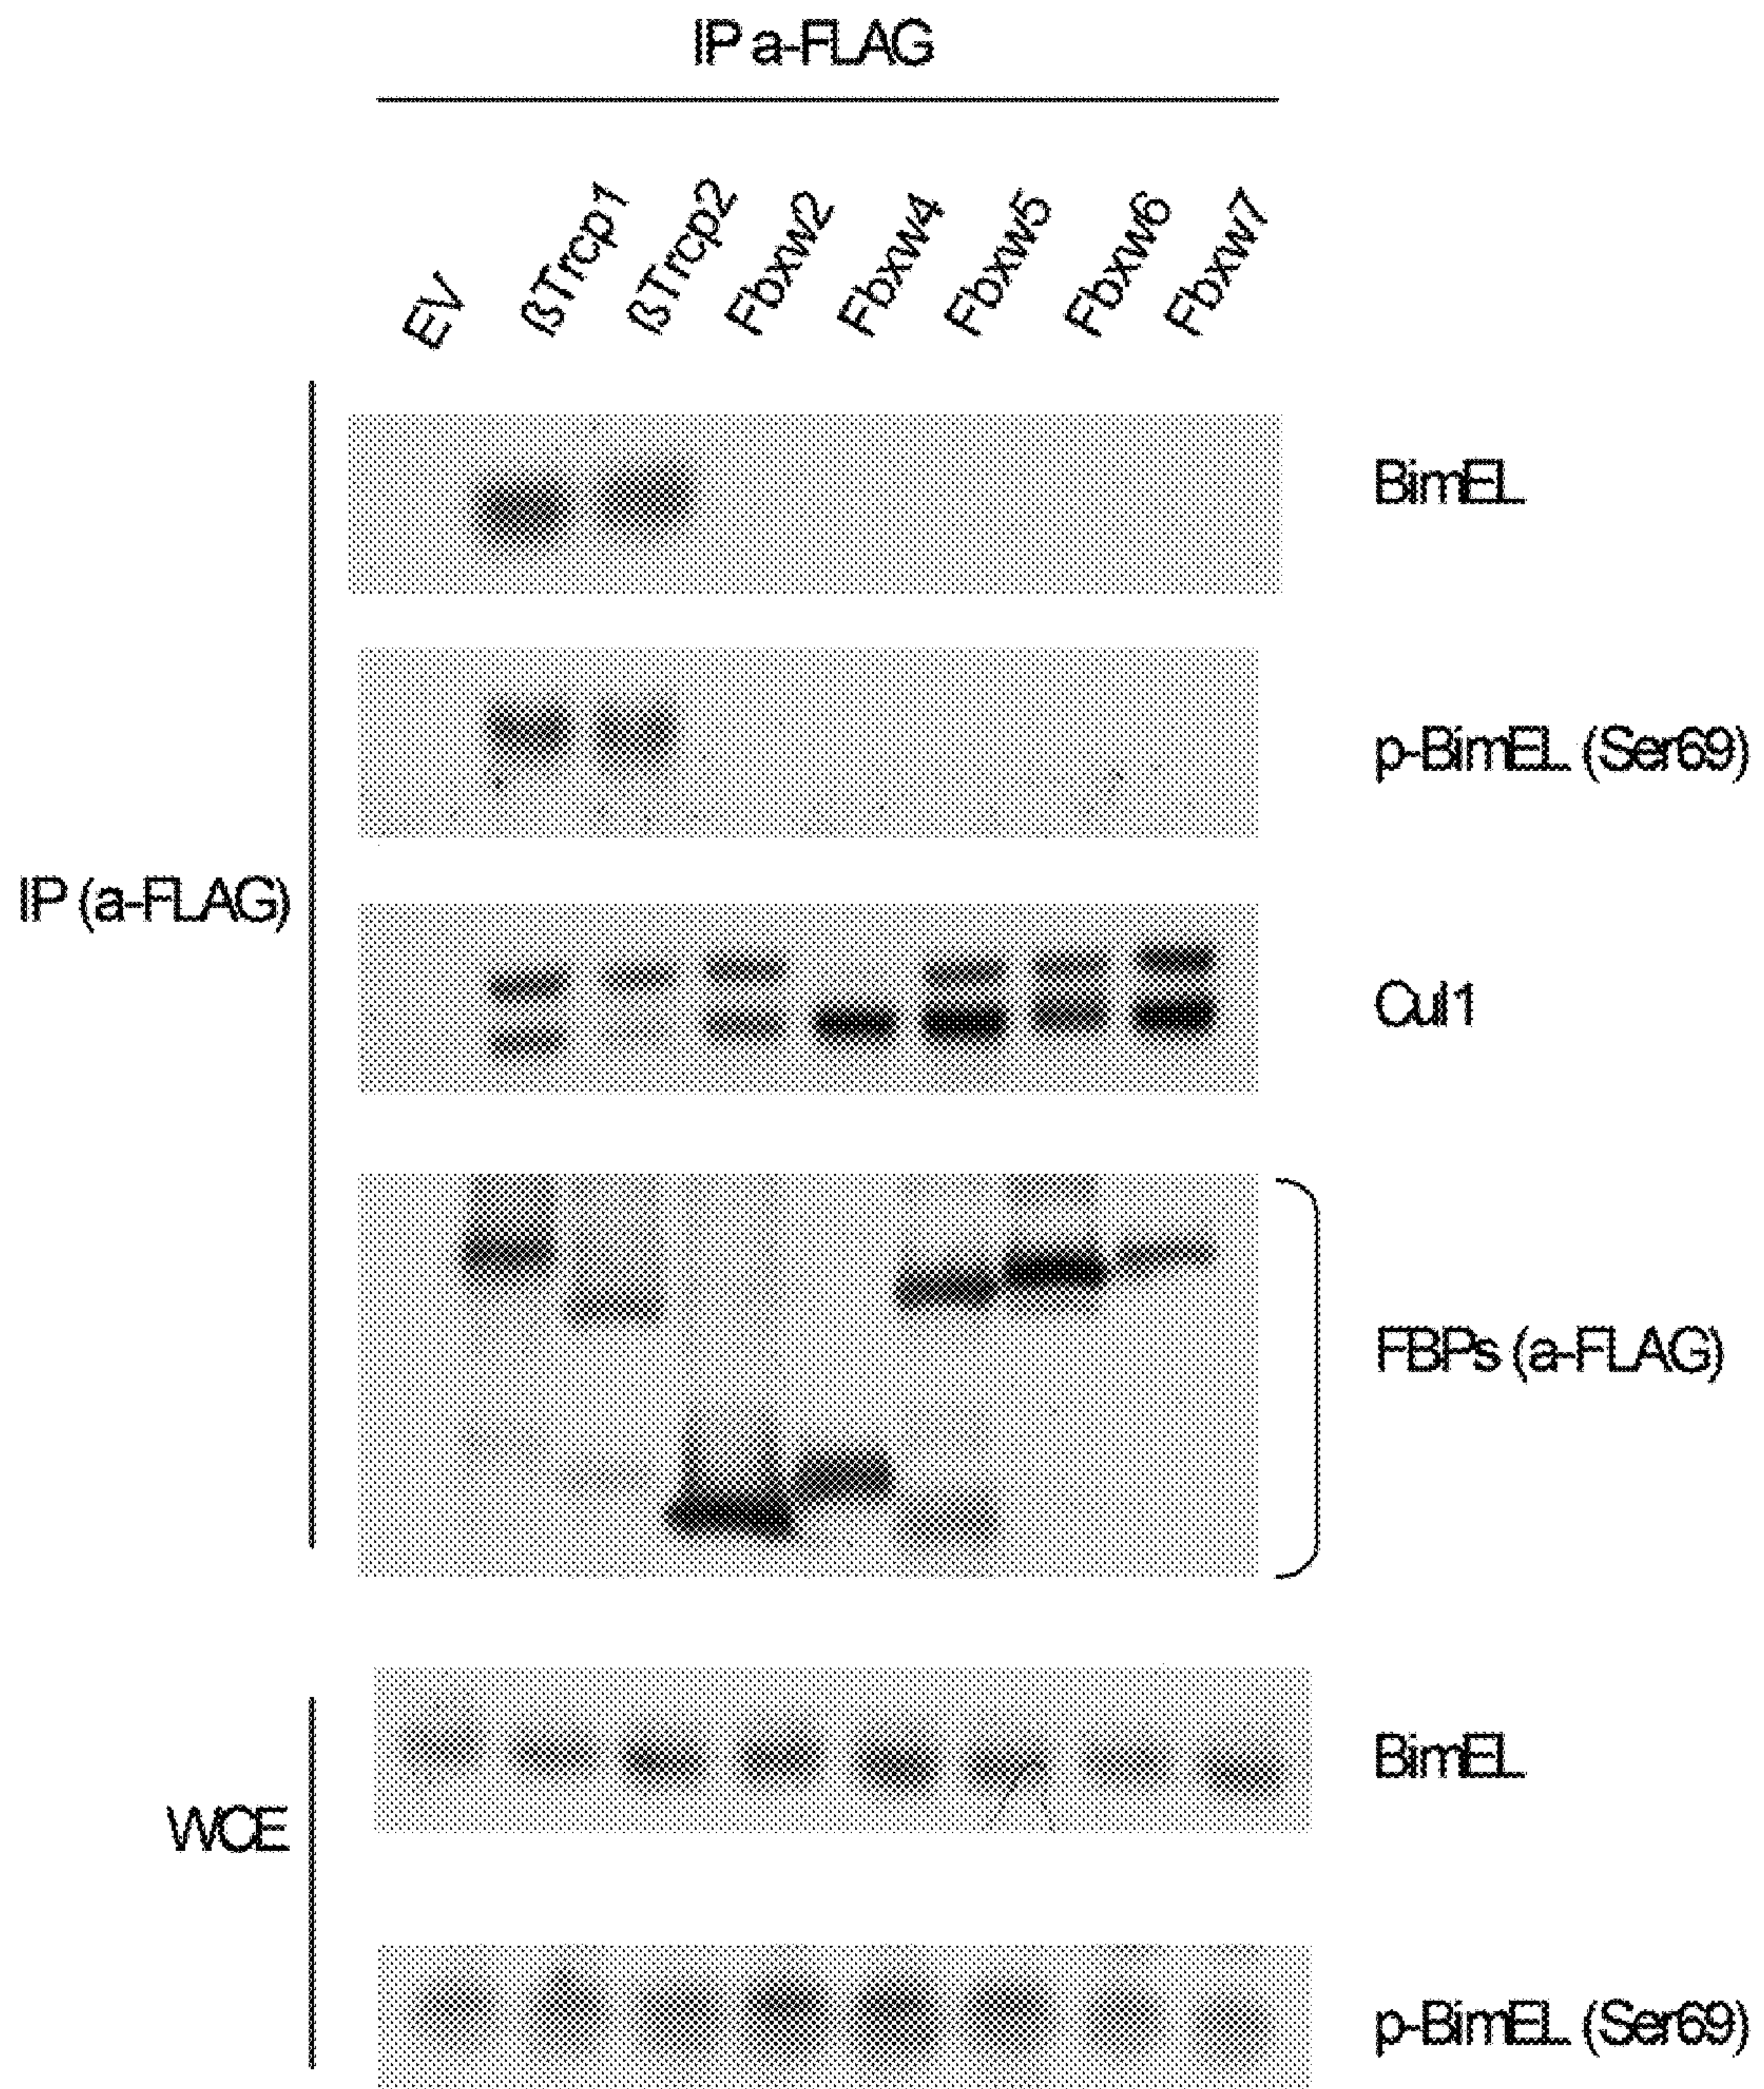 IP a-FLAG
EV
ßTrcp1
ßTrcp2
Fbxw2
Fbxw4
Fbxw5
Fbxw6
Fbxw7
BimEL
p-BimEL (Ser69)
IP (a-FLAG)
Cul1
FBPs (a-FLAG)
BimEL
WCE
p-BimEL (Ser69)